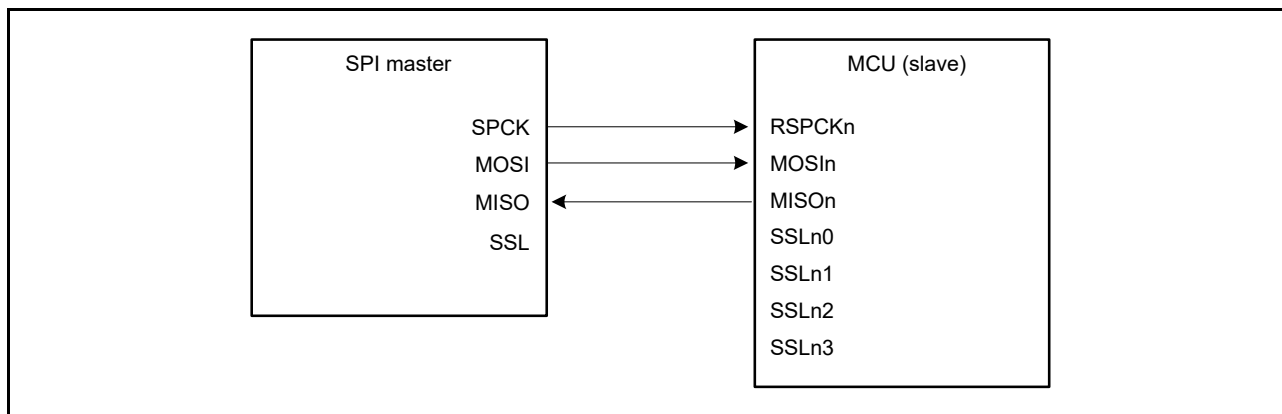 SPI master
SPCK
MOSI
MISO
SSL
MCU (slave)
RSPCKn
MOSIn
MISOn
SSLn0
SSLn1
SSLn2
SSLn3